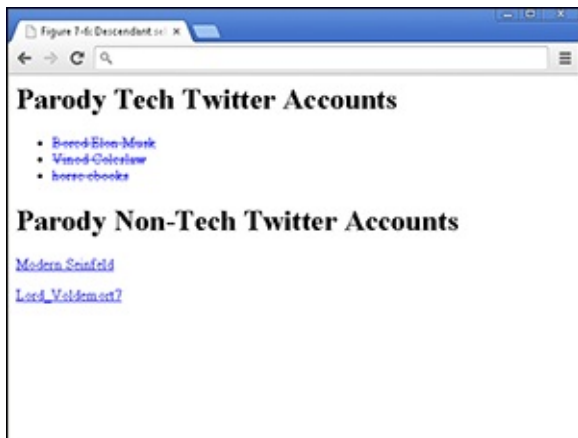 Figure 7-6: Descendant sel
Parody Tech Twitter Accounts
Bored Elon Musk
Vinod Coleslaw
horse ebooks
Parody Non-Tech Twitter Accounts
Modern Seinfeld
Lord_Voldemort7